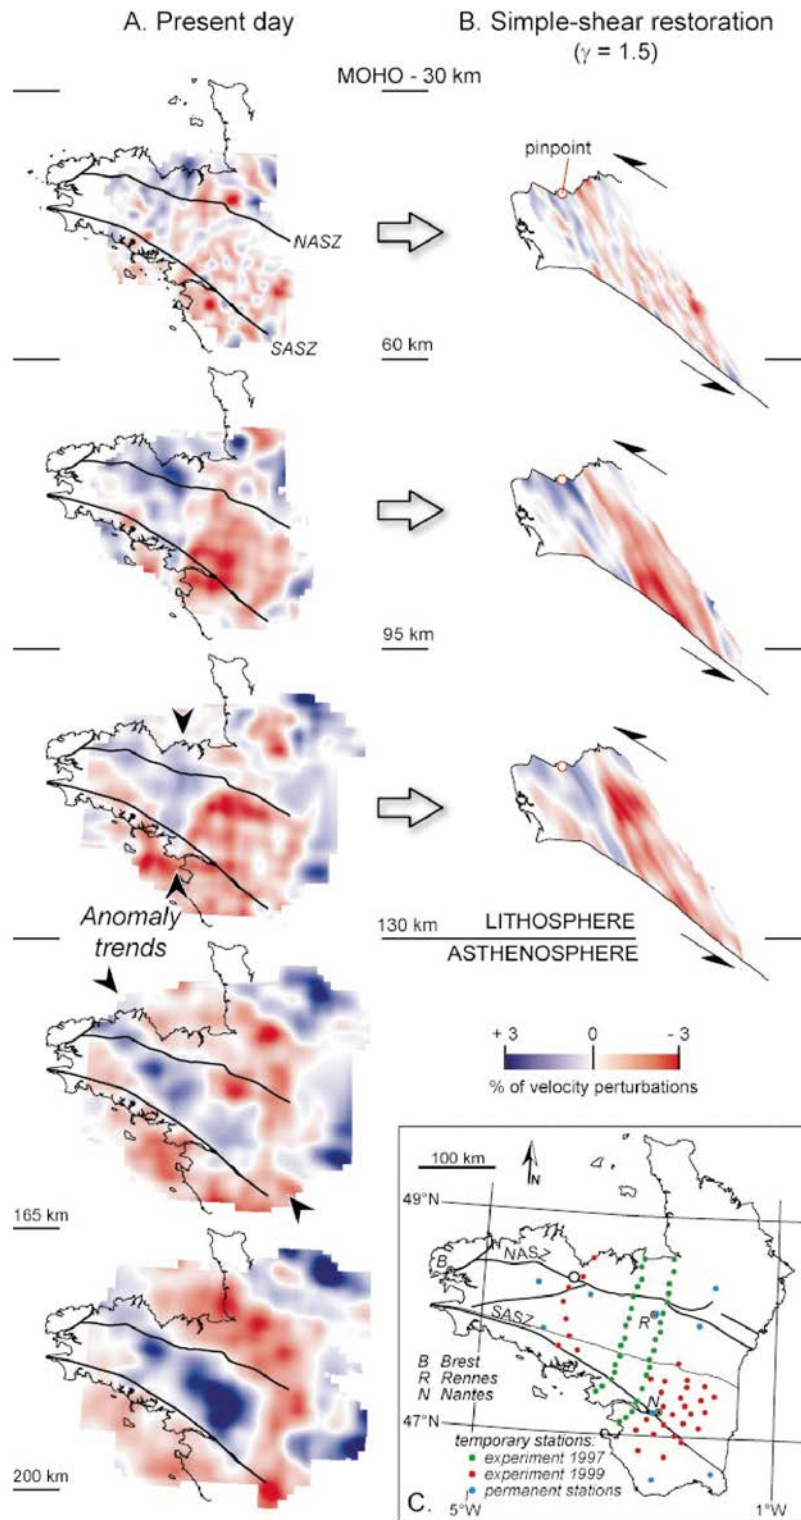 A. Present day
B. Simple-shear restoration
(γ = 1.5)
MOHO - 30 km
pinpoint
NASZ
SASZ
60 km
95 km
Anomaly
trends
130 km
LITHOSPHERE
ASTHENOSPHERE
+ 3
0
- 3
% of velocity perturbations
165 km
200 km
100 km
N
49°N
B
NASZ
SASZ
R
B Brest
R Rennes
N Nantes
N
47°N
temporary stations:
experiment 1997
experiment 1999
permanent stations
C.
5°W
1°W